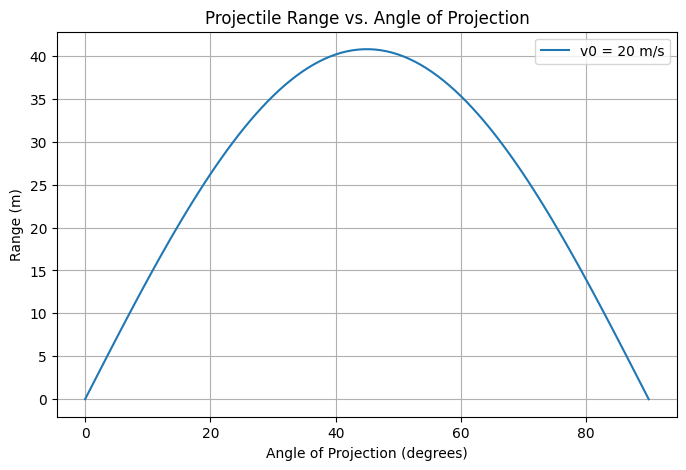 Projectile Range vs. Angle of Projection
v0 = 20 m/s
40
35
30
25
20
15
10
5
0
Range (m)
0 20 40 60 80
Angle of Projection (degrees)